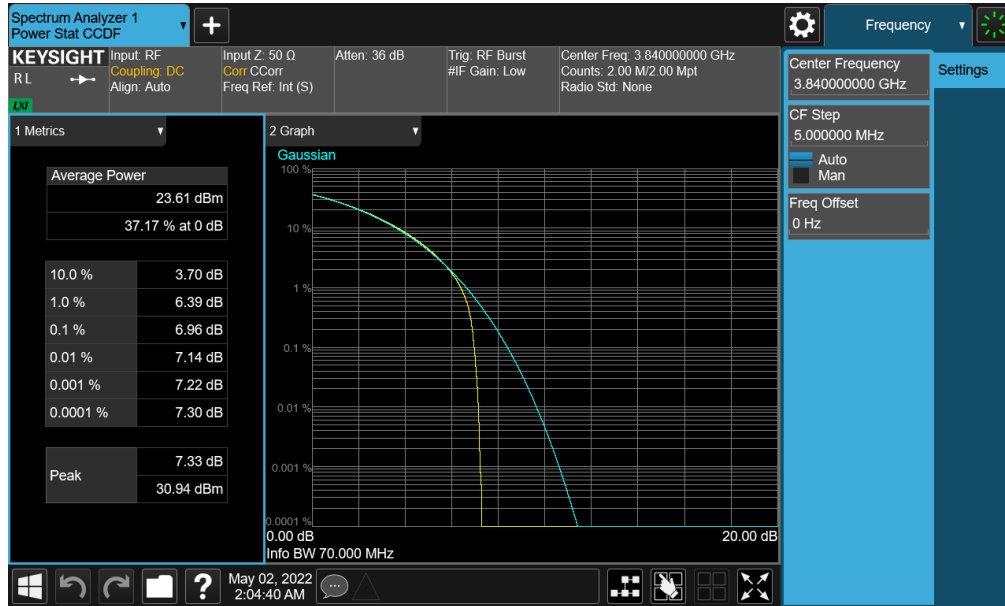 Spectrum Analyzer 1
Power Stat CCDF
+
Frequency
KEYSIGHT
R L
LXI
Input: RF
Coupling: DC
Align: Auto
Input Z: 50 Ω
Corr CCorr
Freq Ref: Int (S)
Atten: 36 dB
Trig: RF Burst
#IF Gain: Low
Center Freq: 3.840000000 GHz
Counts: 2.00 M/2.00 Mpt
Radio Std: None
Center Frequency
3.840000000 GHz
Settings
CF Step
5.000000 MHz
Auto
Man
Freq Offset
0 Hz
1 Metrics
Average Power
23.61 dBm
37.17 % at 0 dB
10.0 % 3.70 dB
1.0 % 6.39 dB
0.1 % 6.96 dB
0.01 % 7.14 dB
0.001 % 7.22 dB
0.0001 % 7.30 dB
Peak
7.33 dB
30.94 dBm
2 Graph
Gaussian
100 %
10 %
1 %
0.1 %
0.01 %
0.001 %
0.0001 %
0.00 dB 20.00 dB
Info BW 70.000 MHz
?
May 02, 2022
2:04:40 AM